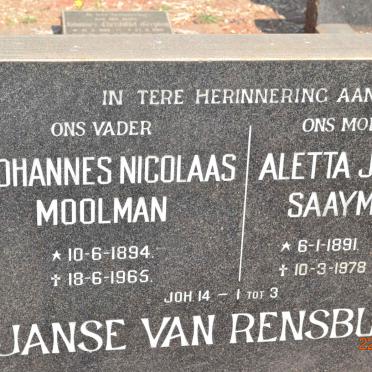 IN TERE HERINNERING AAN
ONS VADER
OHANNES NICOLAAS
MOOLMAN
* 10-6-1894.
† 18-6-1965.
ONS MO
ALETTA J
SAAYM
* 6-1-1891.
† 10-3-1978
JOH. 14 – 1 TOT 3
JANSE VAN RENSBU